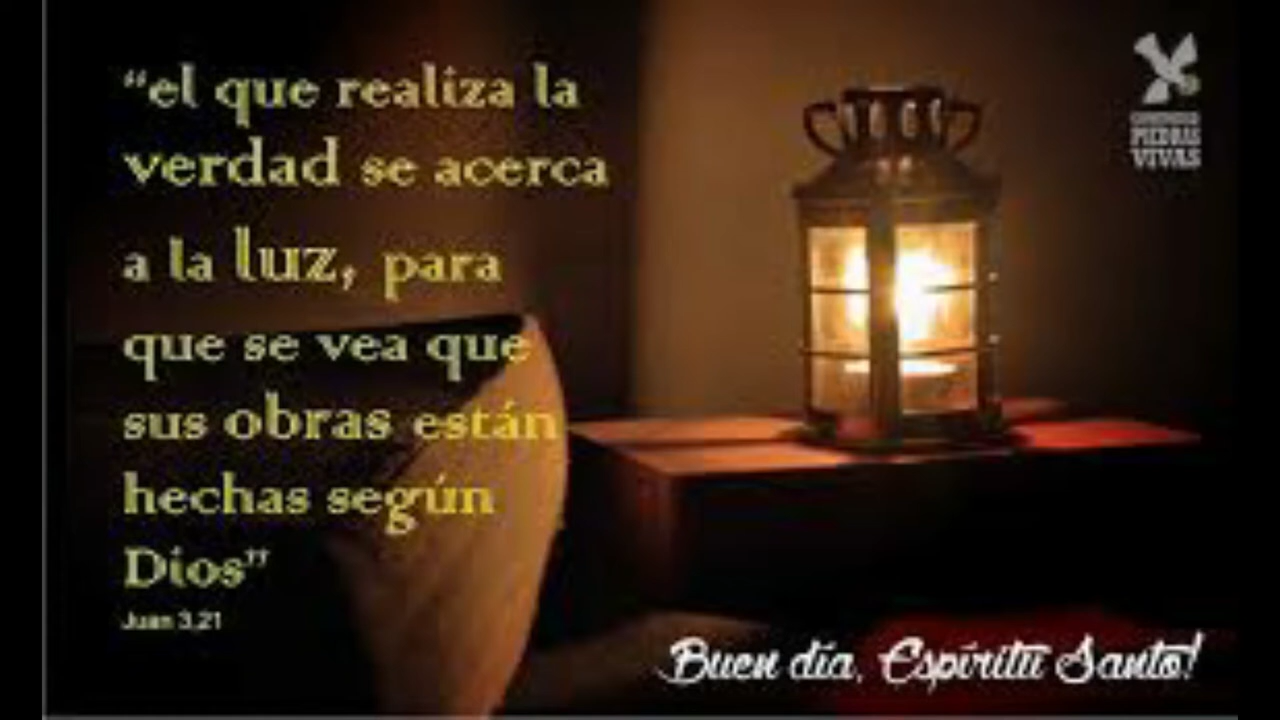 “el que realiza la
verdad se acerca
a la luz, para
que se vea que
sus obras están
hechas según
Dios”
Juan 3,21
PIEDRAS
VIVAS
Buen día, Espíritu Santo!